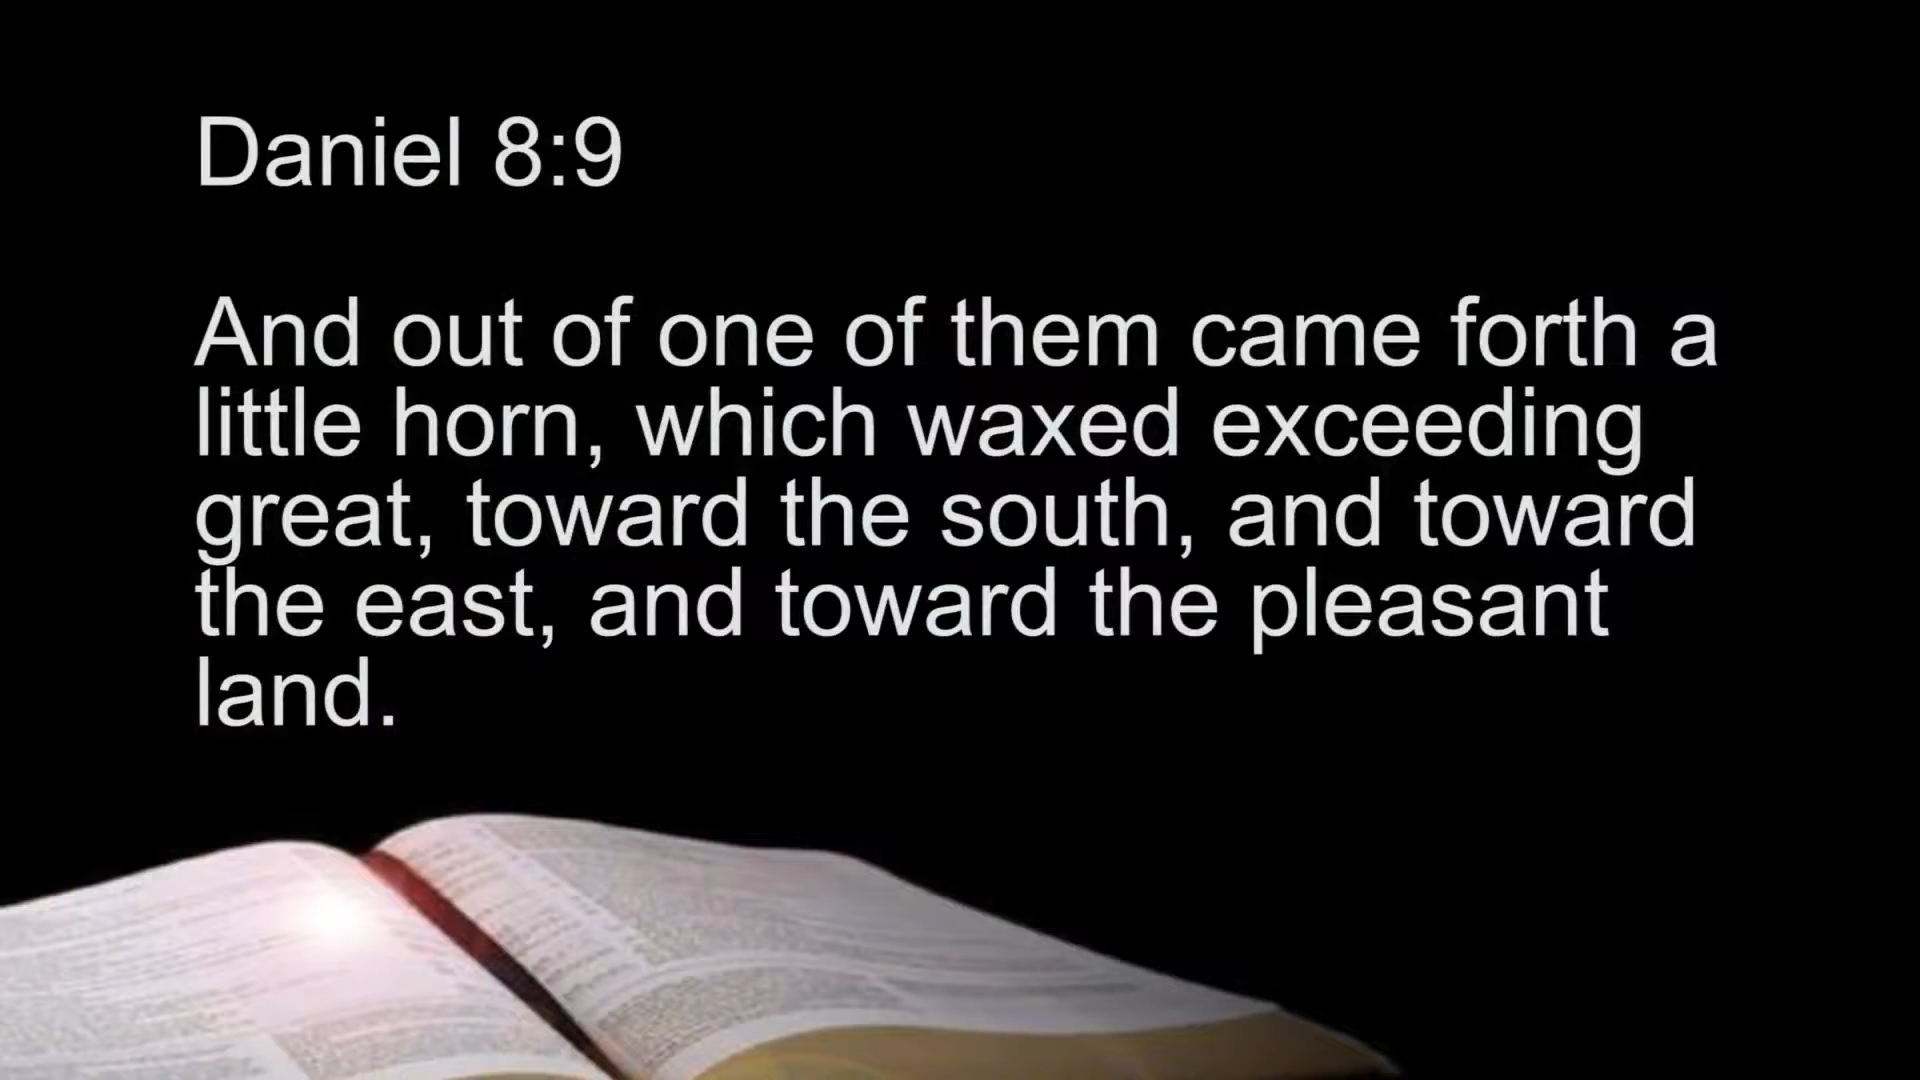 Daniel 8:9
And out of one of them came forth a
little horn, which waxed exceeding
great, toward the south, and toward
the east, and toward the pleasant
land.